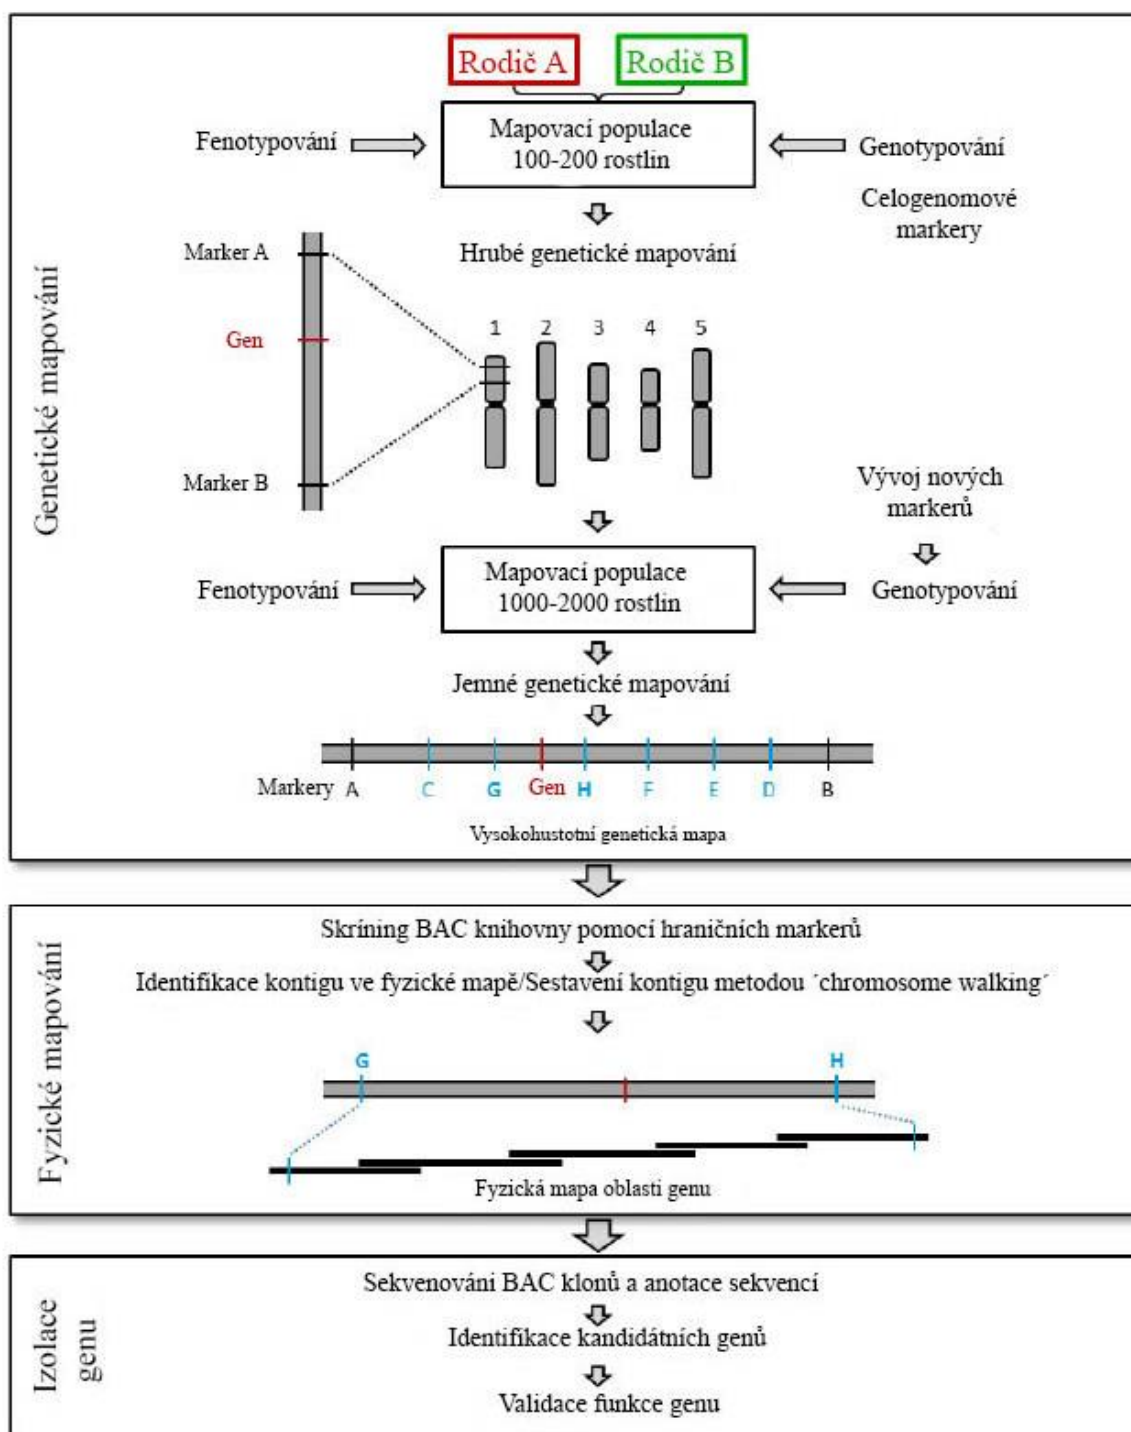 Rodič A
Rodič B
Fenotypování
Mapovací populace
100-200 rostlin
Genotypování
Celogenomové
markery
Hrubé genetické mapování
Genetické mapování
Marker A
Gen
Marker B
1 2 3 4 5
Vývoj nových
markerů
Fenotypování
Mapovací populace
1000-2000 rostlin
Genotypování
Jemné genetické mapování
Markery A C G Gen H F E D B
Vysokohustotní genetická mapa
Fyzické mapování
Skríning BAC knihovny pomocí hraničních markerů
Identifikace kontigu ve fyzické mapě/Sestavení kontigu metodou ´chromosome walking´
G H
Fyzická mapa oblasti genu
Izolace
genu
Sekvenování BAC klonů a anotace sekvencí
Identifikace kandidátních genů
Validace funkce genu